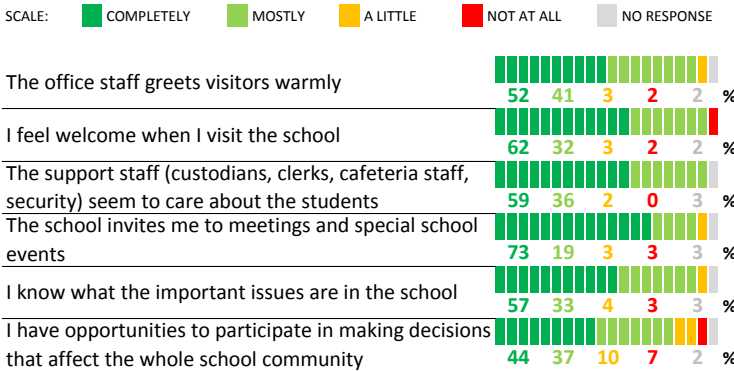 SCALE: COMPLETELY MOSTLY A LITTLE NOT AT ALL NO RESPONSE
The office staff greets visitors warmly
52 41 3 2 2 %
I feel welcome when I visit the school
62 32 3 2 2 %
The support staff (custodians, clerks, cafeteria staff,
security) seem to care about the students
59 36 2 0 3 %
The school invites me to meetings and special school
events
73 19 3 3 3 %
I know what the important issues are in the school
57 33 4 3 3 %
I have opportunities to participate in making decisions
that affect the whole school community
44 37 10 7 2 %